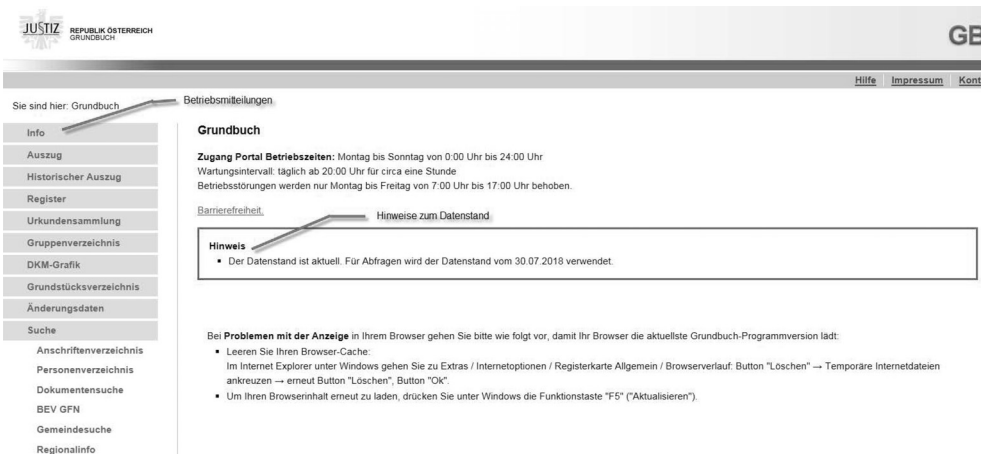 JUSTIZ
REPUBLIK ÖSTERREICH
GRUNDBUCH
GB
Hilfe Impressum Kont
Sie sind hier: Grundbuch
Betriebsmitteilungen
Info
Auszug
Historischer Auszug
Register
Urkundensammlung
Gruppenverzeichnis
DKM-Grafik
Grundstücksverzeichnis
Änderungsdaten
Suche
Anschriftenverzeichnis
Personenverzeichnis
Dokumentensuche
BEV GFN
Gemeindesuche
Regionalinfo
Grundbuch
Zugang Portal Betriebszeiten: Montag bis Sonntag von 0:00 Uhr bis 24:00 Uhr
Wartungsintervall: täglich ab 20:00 Uhr für circa eine Stunde
Betriebsstörungen werden nur Montag bis Freitag von 7:00 Uhr bis 17:00 Uhr behoben.
Barrierefreiheit.
Hinweise zum Datenstand
Hinweis
▪ Der Datenstand ist aktuell. Für Abfragen wird der Datenstand vom 30.07.2018 verwendet.
Bei Problemen mit der Anzeige in Ihrem Browser gehen Sie bitte wie folgt vor, damit Ihr Browser die aktuellste Grundbuch-Programmversion lädt:
▪ Leeren Sie Ihren Browser-Cache:
Im Internet Explorer unter Windows gehen Sie zu Extras / Internetoptionen / Registerkarte Allgemein / Browserverlauf: Button "Löschen" → Temporäre Internetdateien
ankreuzen → erneut Button "Löschen", Button "Ok".
▪ Um Ihren Browserinhalt erneut zu laden, drücken Sie unter Windows die Funktionstaste "F5" ("Aktualisieren").